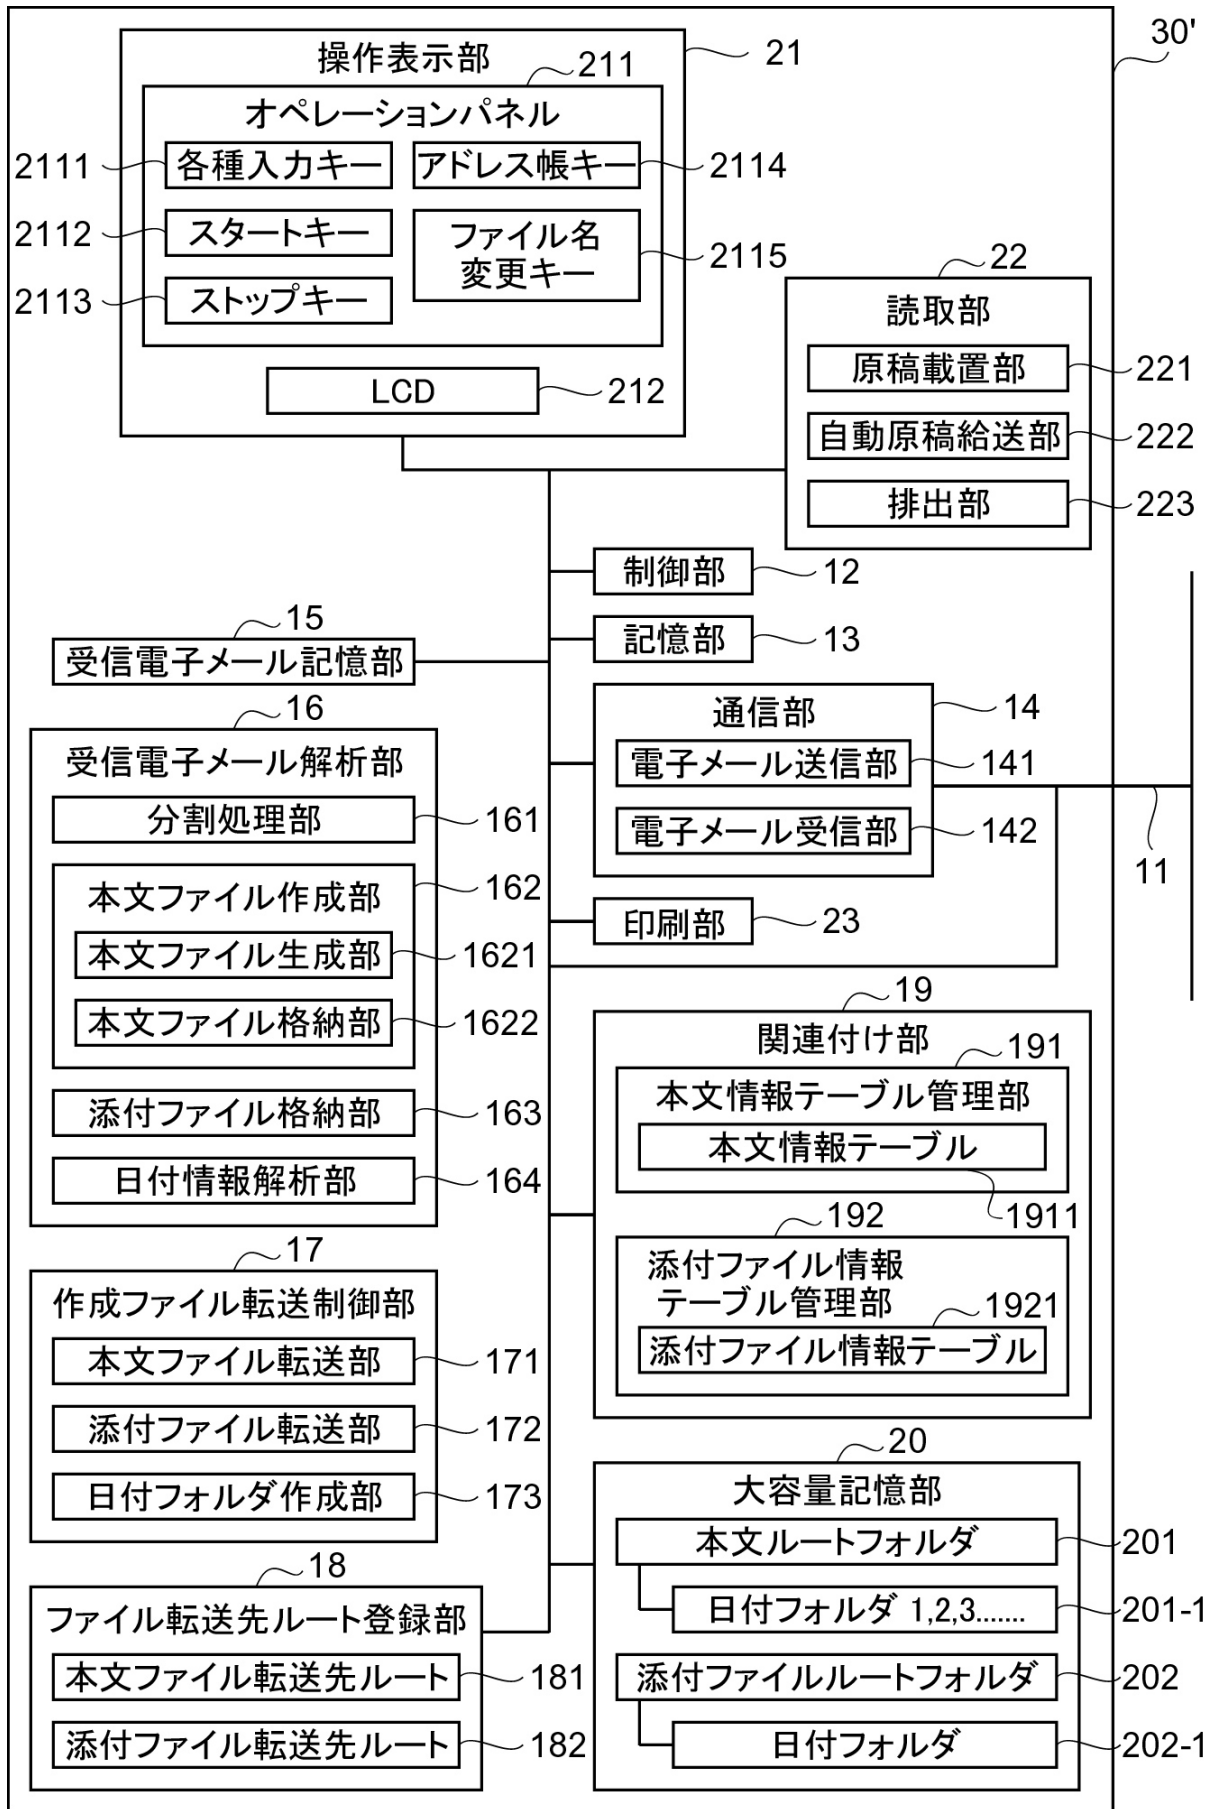 30'
操作表示部
21
211
オペレーションパネル
2111
各種入力キー
アドレス帳キー
2114
2112
スタートキー
ファイル名
変更キー
2115
2113
ストップキー
LCD
212
22
読取部
原稿載置部
221
自動原稿給送部
222
排出部
223
制御部
12
記憶部
13
15
受信電子メール記憶部
通信部
14
電子メール送信部
141
電子メール受信部
142
11
印刷部
23
16
受信電子メール解析部
分割処理部
161
本文ファイル作成部
162
本文ファイル生成部
1621
本文ファイル格納部
1622
添付ファイル格納部
163
日付情報解析部
164
19
関連付け部
191
本文情報テーブル管理部
本文情報テーブル
1911
192
添付ファイル情報
テーブル管理部
1921
添付ファイル情報テーブル
17
作成ファイル転送制御部
本文ファイル転送部
171
添付ファイル転送部
172
日付フォルダ作成部
173
20
大容量記憶部
本文ルートフォルダ
201
日付フォルダ 1,2,3.......
201-1
添付ファイルルートフォルダ
202
日付フォルダ
202-1
18
ファイル転送先ルート登録部
本文ファイル転送先ルート
181
添付ファイル転送先ルート
182